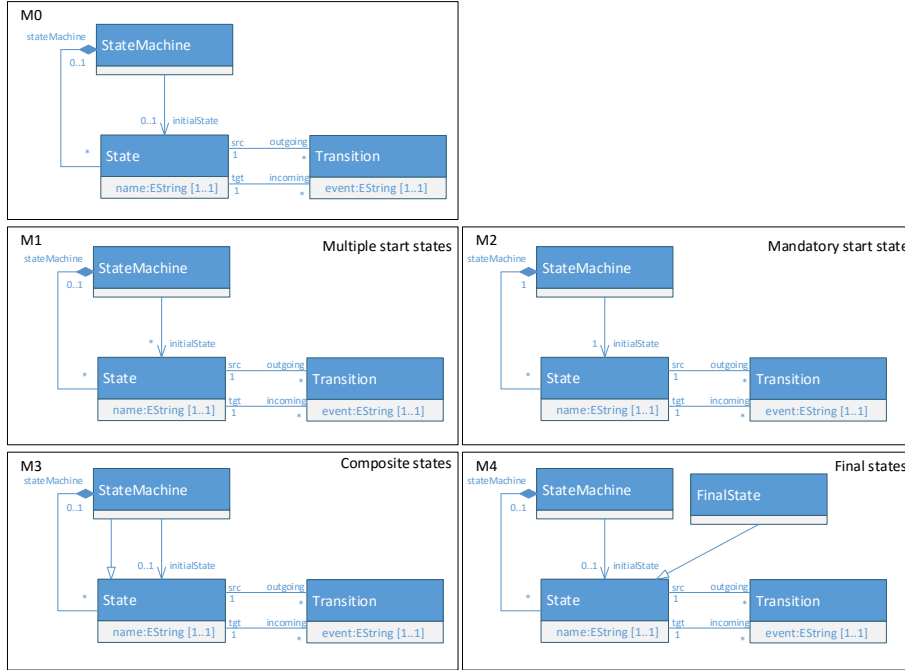 M0
stateMachine
StateMachine
0..1
0..1 initialState
* State src outgoing Transition
1 *
tgt incoming
name:EString [1..1] 1 * event:EString [1..1]
M1 Multiple start states
stateMachine
StateMachine
0..1
* initialState
* State src outgoing Transition
1 *
tgt incoming
name:EString [1..1] 1 * event:EString [1..1]
M2 Mandatory start state
stateMachine
StateMachine
1
1 initialState
* State src outgoing Transition
1 *
tgt incoming
name:EString [1..1] 1 * event:EString [1..1]
M3 Composite states
stateMachine
StateMachine
0..1
0..1 initialState
* State src outgoing Transition
1 *
tgt incoming
name:EString [1..1] 1 * event:EString [1..1]
M4 Final states
stateMachine
StateMachine FinalState
0..1
0..1 initialState
* State src outgoing Transition
1 *
tgt incoming
name:EString [1..1] 1 * event:EString [1..1]